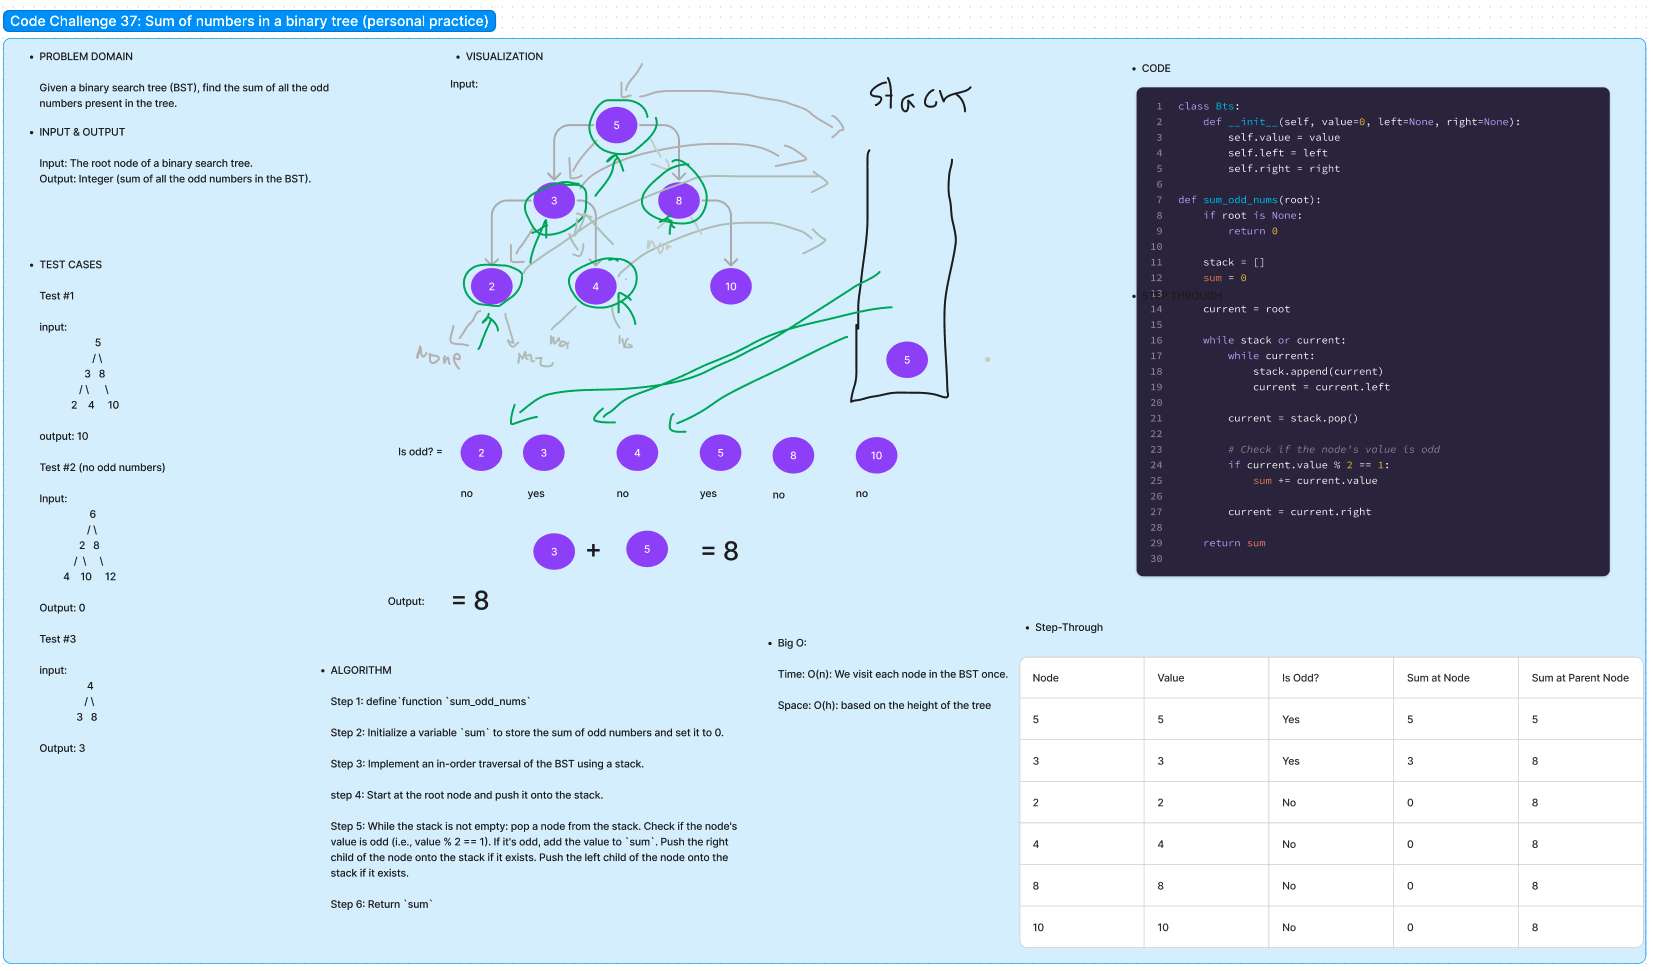 Code Challenge 37: Sum of numbers in a binary tree (personal practice)
• PROBLEM DOMAIN
Given a binary search tree (BST), find the sum of all the odd
numbers present in the tree.
• INPUT & OUTPUT
Input: The root node of a binary search tree.
Output: Integer (sum of all the odd numbers in the BST).
• TEST CASES
Test #1
input:
5
/ \
3 8
/ \ \
2 4 10
output: 10
Test #2 (no odd numbers)
Input:
6
/ \
2 8
/ \ \
4 10 12
Output: 0
Test #3
input:
4
/ \
3 8
Output: 3
• VISUALIZATION
Input:
5
3 8
2 4 10
None
stack
5
Is odd? = 2 3 4 5 8 10
no yes no yes no no
3 + 5 = 8
Output: = 8
• ALGORITHM
Step 1: define`function `sum_odd_nums`
Step 2: Initialize a variable `sum` to store the sum of odd numbers and set it to 0.
Step 3: Implement an in-order traversal of the BST using a stack.
step 4: Start at the root node and push it onto the stack.
Step 5: While the stack is not empty: pop a node from the stack. Check if the node's
value is odd (i.e., value % 2 == 1). If it's odd, add the value to `sum`. Push the right
child of the node onto the stack if it exists. Push the left child of the node onto the
stack if it exists.
Step 6: Return `sum`
• Big O:
Time: O(n): We visit each node in the BST once.
Space: O(h): based on the height of the tree
• CODE
1 class Bts:
2 def __init__(self, value=0, left=None, right=None):
3 self.value = value
4 self.left = left
5 self.right = right
6
7 def sum_odd_nums(root):
8 if root is None:
9 return 0
10
11 stack = []
12 sum = 0
13
• STEP THROUGH
14 current = root
15
16 while stack or current:
17 while current:
18 stack.append(current)
19 current = current.left
20
21 current = stack.pop()
22
23 # Check if the node's value is odd
24 if current.value % 2 == 1:
25 sum += current.value
26
27 current = current.right
28
29 return sum
30
• Step-Through
Node Value Is Odd? Sum at Node Sum at Parent Node
5 5 Yes 5 5
3 3 Yes 3 8
2 2 No 0 8
4 4 No 0 8
8 8 No 0 8
10 10 No 0 8